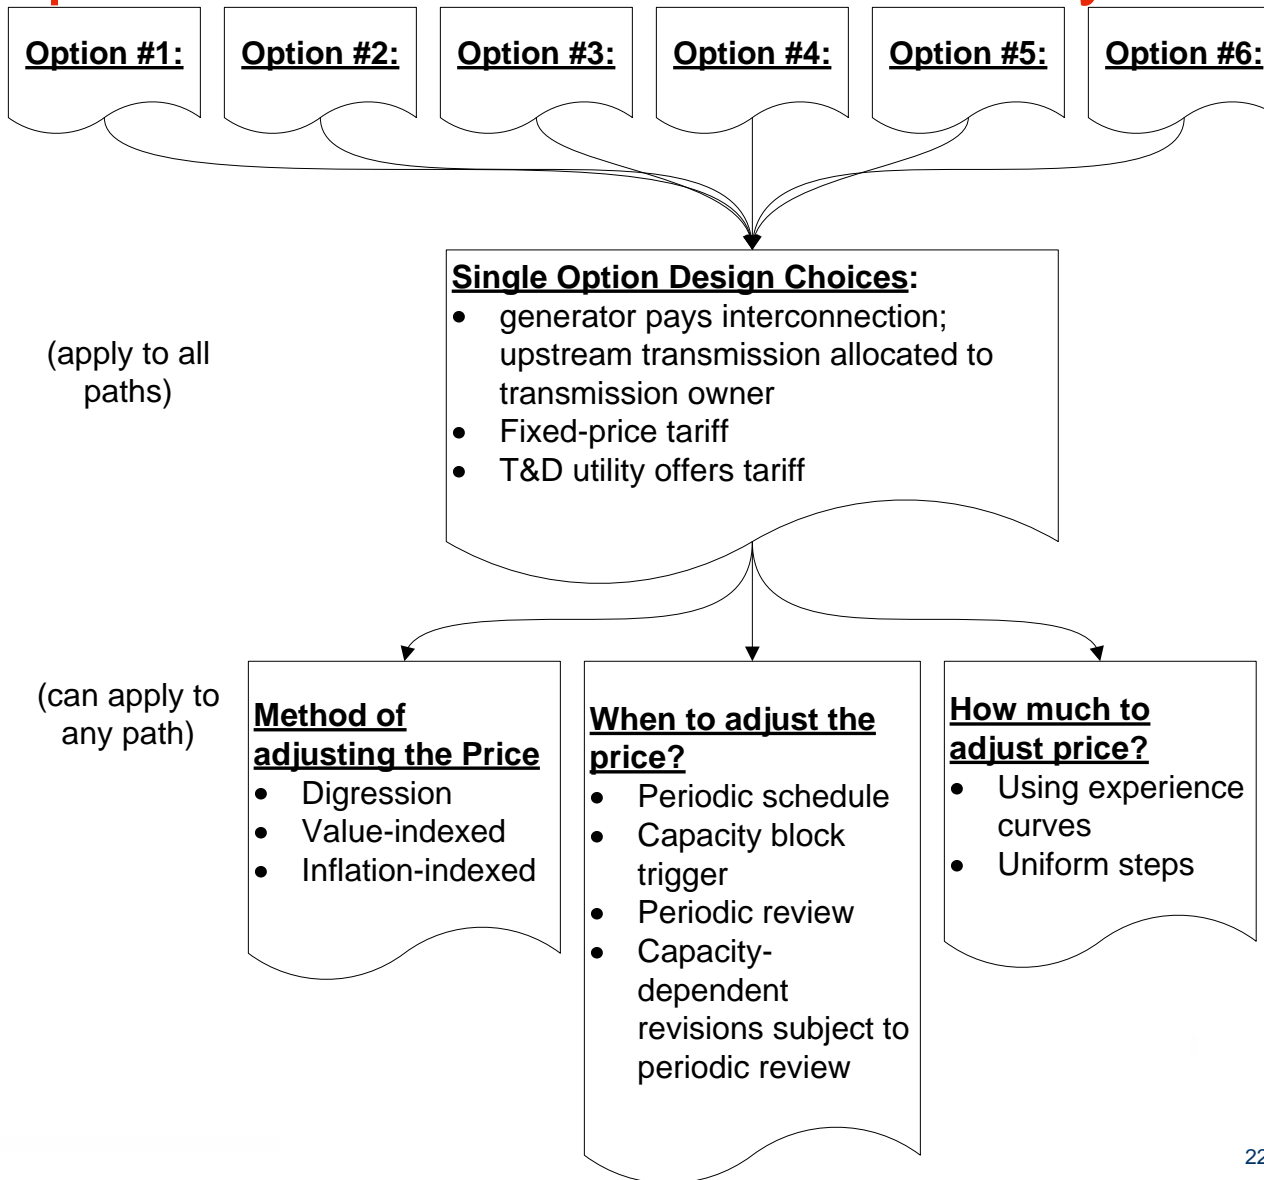 Option #1:
Option #2:
Option #3:
Option #4:
Option #5:
Option #6:
Single Option Design Choices:
• generator pays interconnection;
upstream transmission allocated to
transmission owner
• Fixed-price tariff
• T&D utility offers tariff
(apply to all
paths)
(can apply to
any path)
Method of
adjusting the Price
• Digression
• Value-indexed
• Inflation-indexed
When to adjust the
price?
• Periodic schedule
• Capacity block
trigger
• Periodic review
• Capacity-
dependent
revisions subject to
periodic review
How much to
adjust price?
• Using experience
curves
• Uniform steps
22